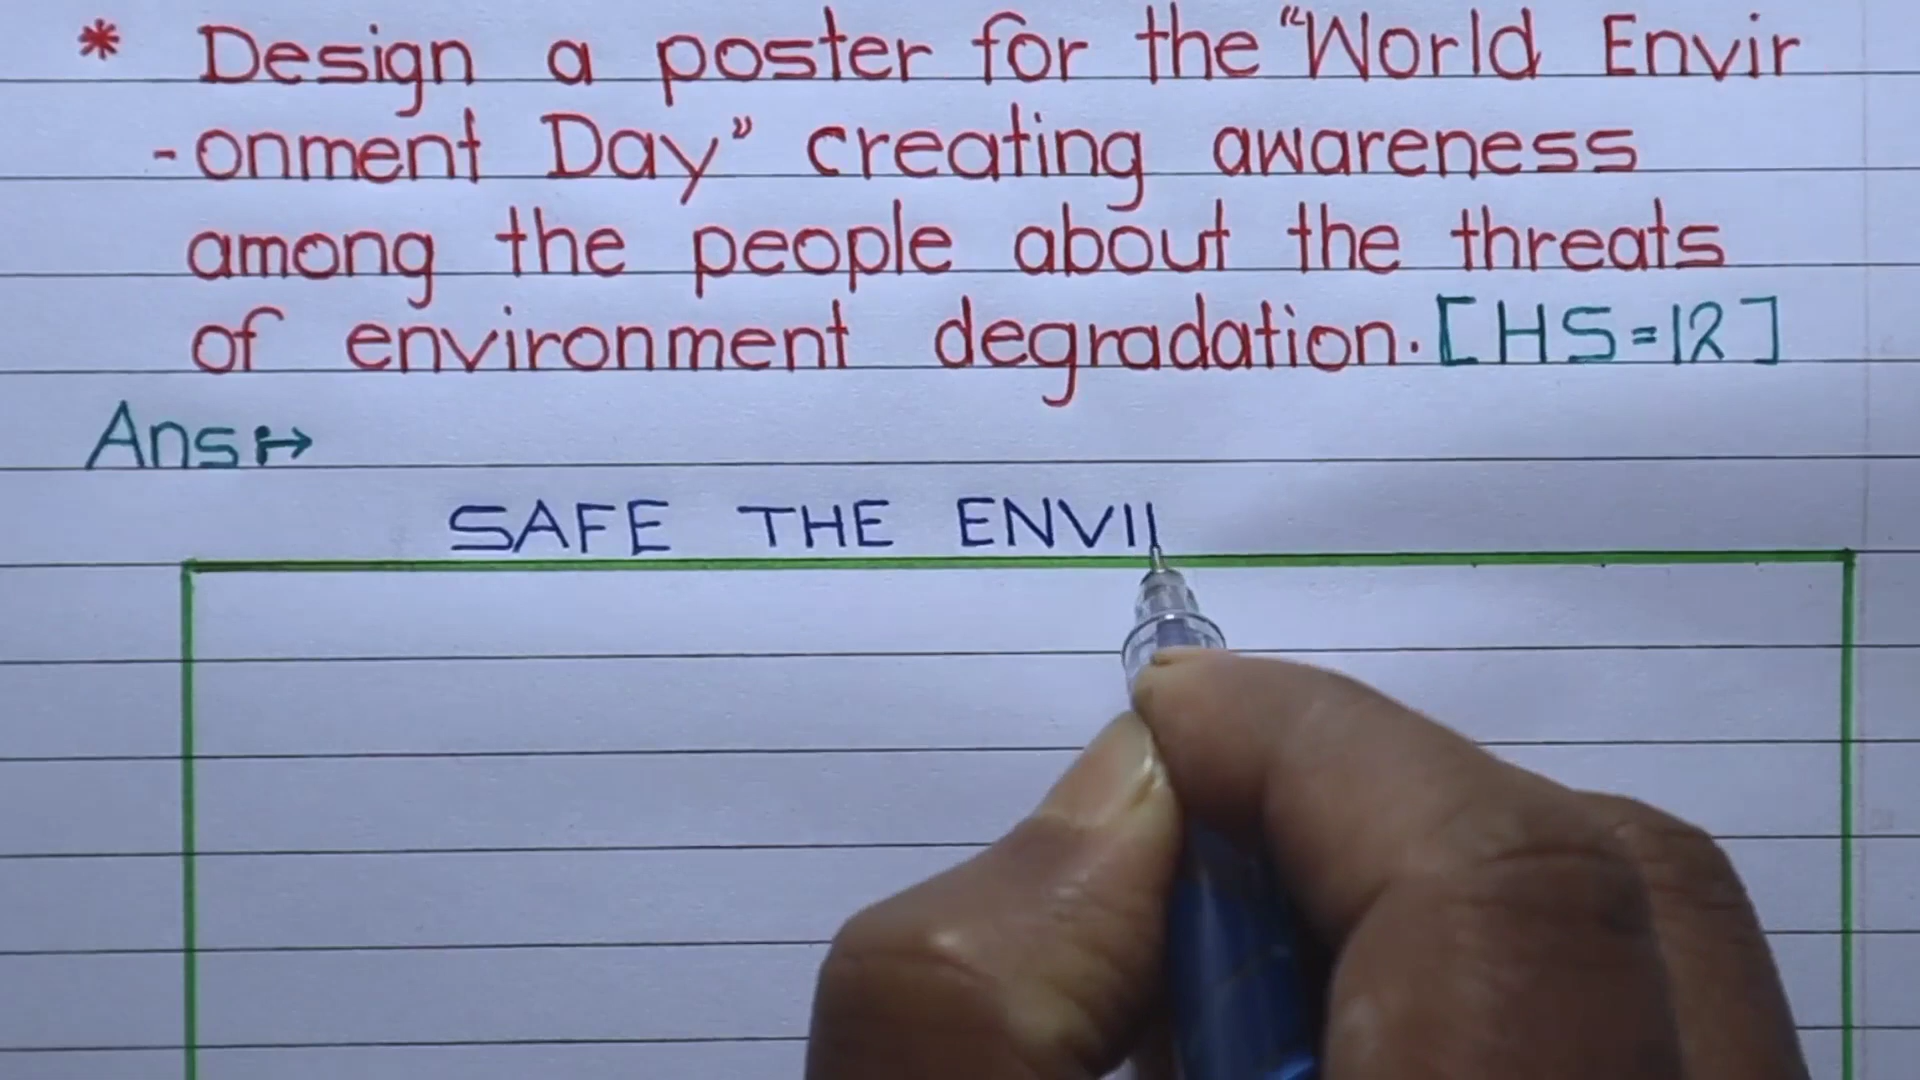 * Design a poster for the "World Envir
-onment Day" creating awareness
among the people about the threats
of environment degradation. [HS=12]
Ans↦
SAFE THE ENVI